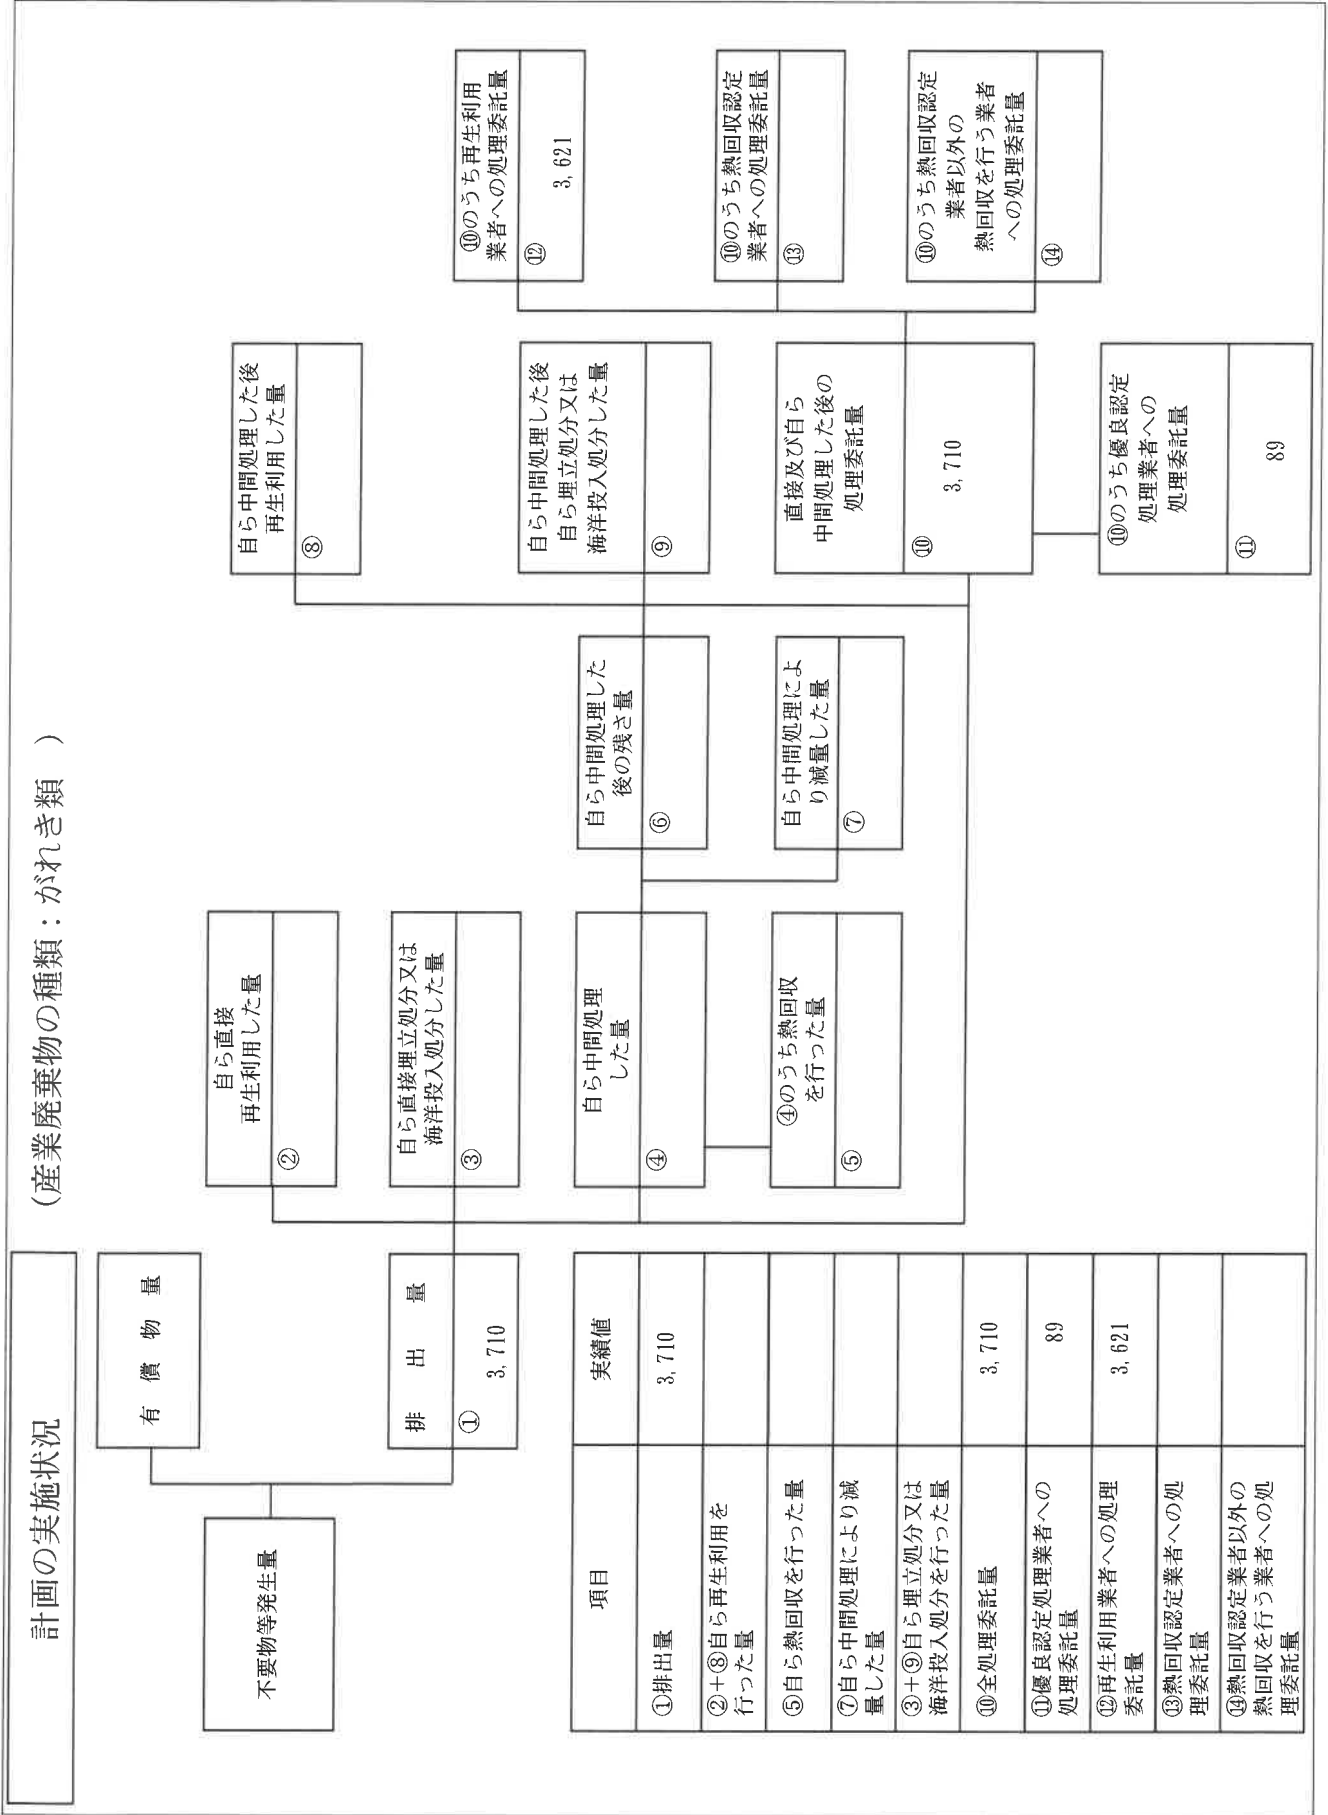 計画の実施状況
（産業廃棄物の種類：がれき類　）
不要物等発生量
有償物量
排出量
①
3,710
自ら直接
再生利用した量
②
自ら直接埋立処分又は
海洋投入処分した量
③
自ら中間処理
した量
④
④のうち熱回収
を行った量
⑤
自ら中間処理した
後の残さ量
⑥
自ら中間処理によ
り減量した量
⑦
自ら中間処理した後
再生利用した量
⑧
自ら中間処理した後
自ら埋立処分又は
海洋投入処分した量
⑨
直接及び自ら
中間処理した後の
処理委託量
⑩
3,710
⑩のうち優良認定
処理業者への
処理委託量
⑪
89
⑩のうち再生利用
業者への処理委託量
⑫
3,621
⑩のうち熱回収認定
業者への処理委託量
⑬
⑩のうち熱回収認定
業者以外の
熱回収を行う業者
への処理委託量
⑭
項目　実績値
①排出量　3,710
②＋⑧自ら再生利用を
行った量
⑤自ら熱回収を行った量
⑦自ら中間処理により減
量した量
③＋⑨自ら埋立処分又は
海洋投入処分を行った量
⑩全処理委託量　3,710
⑪優良認定処理業者への
処理委託量　89
⑫再生利用業者への処理
委託量　3,621
⑬熱回収認定業者への処
理委託量
⑭熱回収認定業者以外の
熱回収を行う業者への処
理委託量